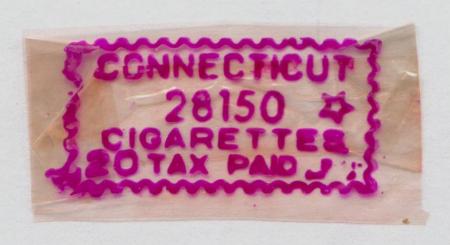 CONNECTICUT
28150
CIGARETTES
20 TAX PAID